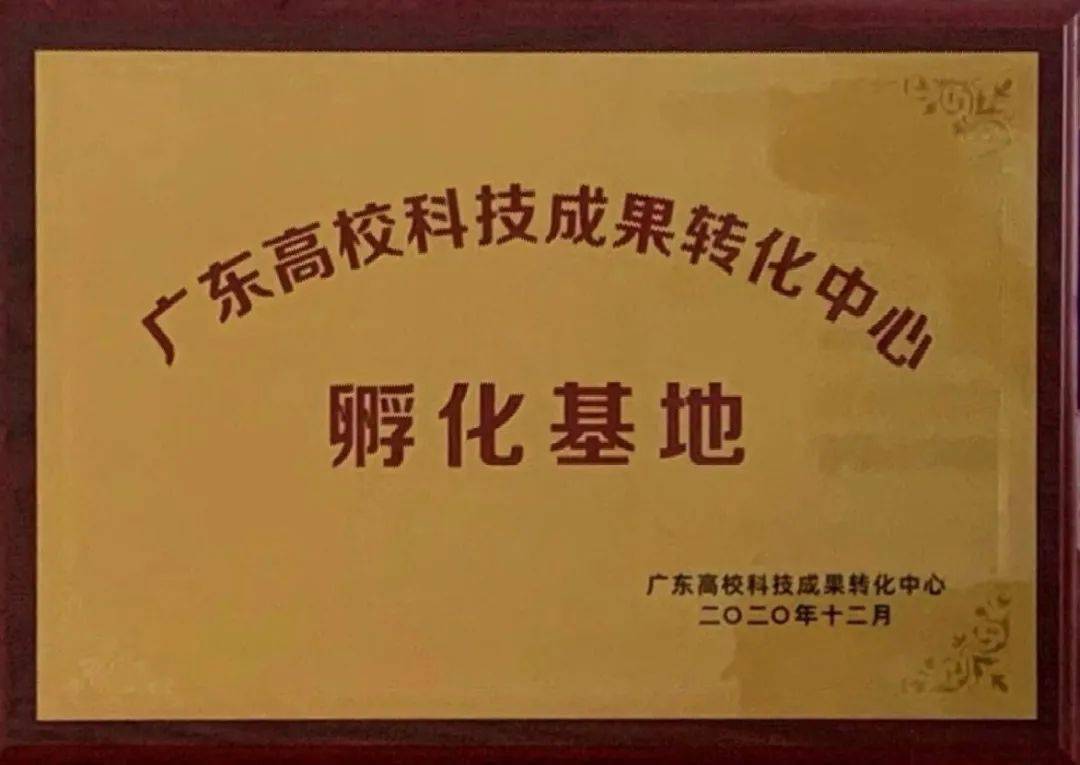 广东高校科技成果转化中心
孵化基地
广东高校科技成果转化中心
二〇二〇年十二月